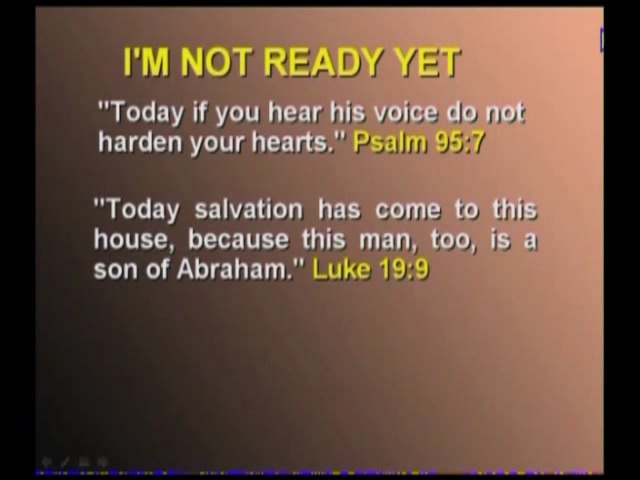 I'M NOT READY YET
"Today if you hear his voice do not
harden your hearts." Psalm 95:7
"Today salvation has come to this
house, because this man, too, is a
son of Abraham." Luke 19:9